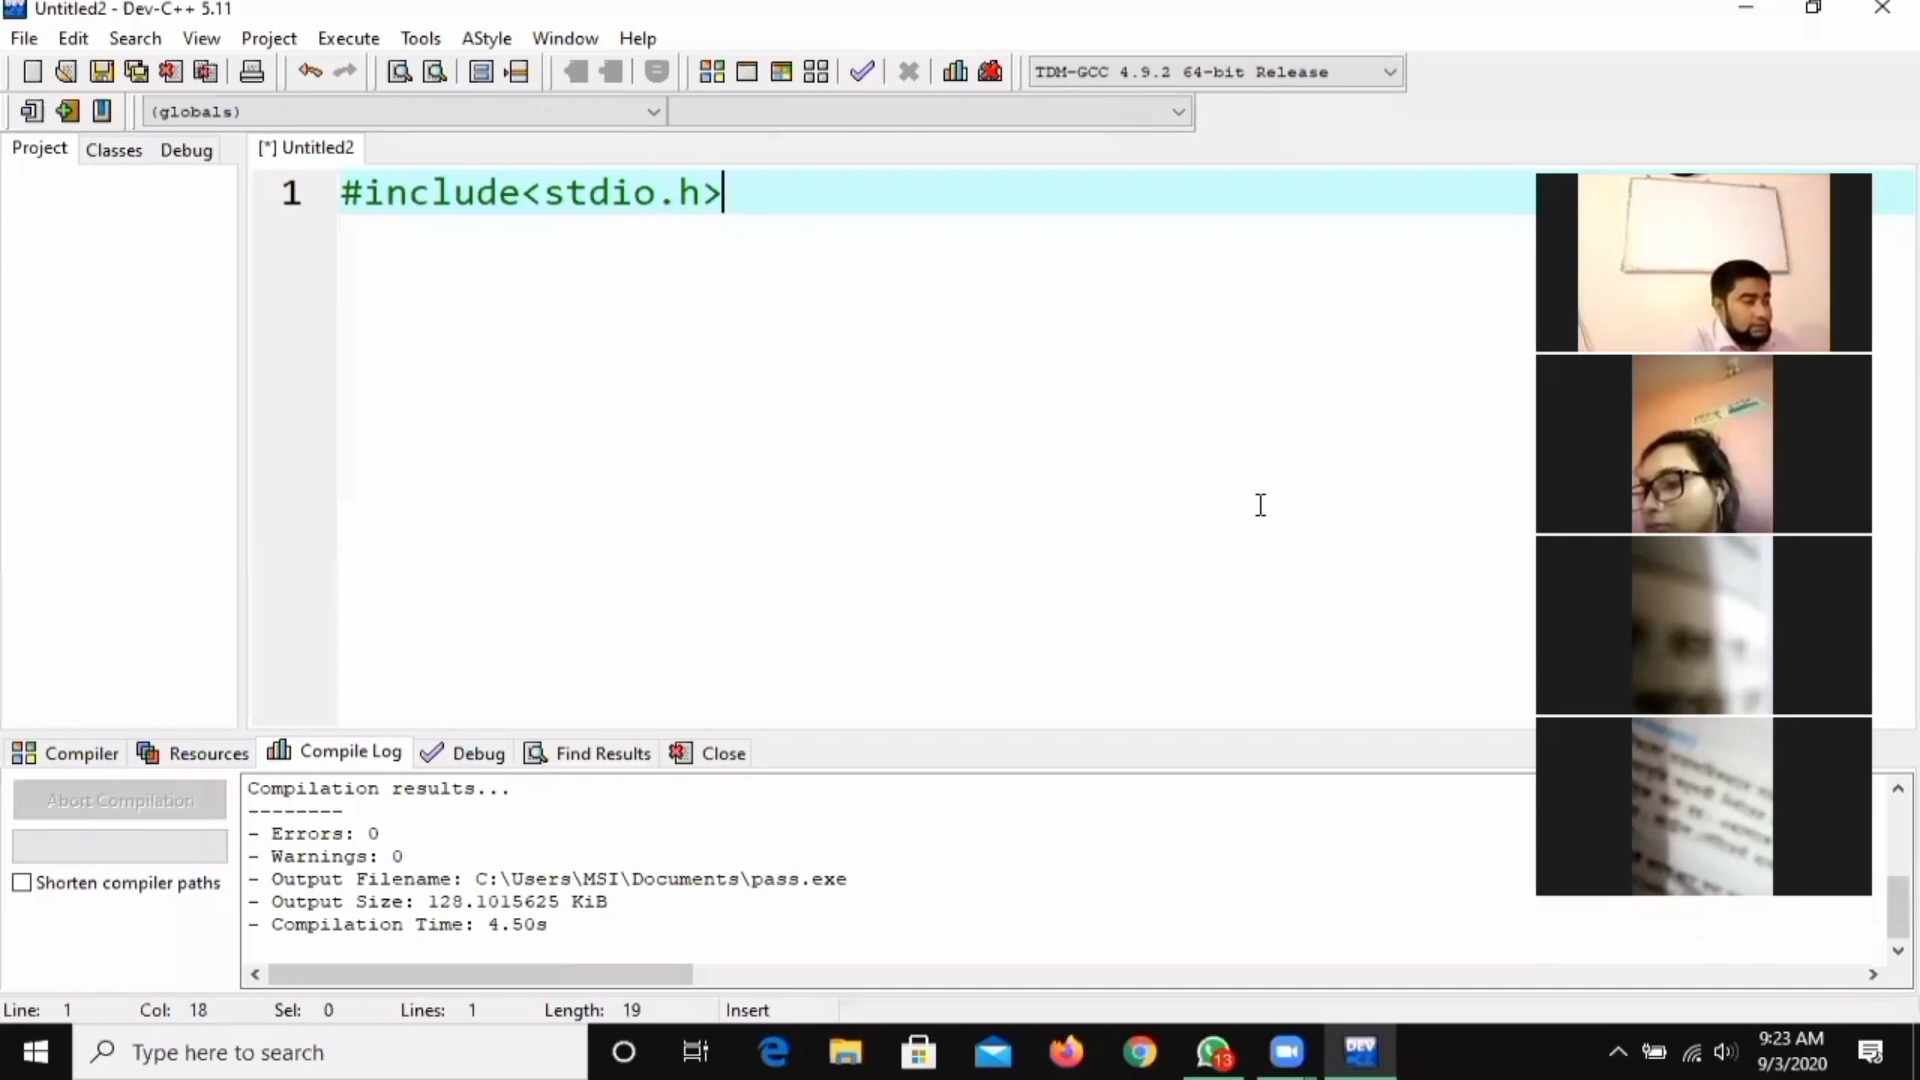 Untitled2 - Dev-C++ 5.11
File Edit Search View Project Execute Tools AStyle Window Help
TDM-GCC 4.9.2 64-bit Release
(globals)
Project Classes Debug
[*] Untitled2
1 #include<stdio.h>
Compiler Resources Compile Log Debug Find Results Close
Abort Compilation
Shorten compiler paths
Compilation results...
--------
- Errors: 0
- Warnings: 0
- Output Filename: C:\Users\MSI\Documents\pass.exe
- Output Size: 128.1015625 KiB
- Compilation Time: 4.50s
Line: 1 Col: 18 Sel: 0 Lines: 1 Length: 19 Insert
Type here to search
13
DEV
9:23 AM
9/3/2020